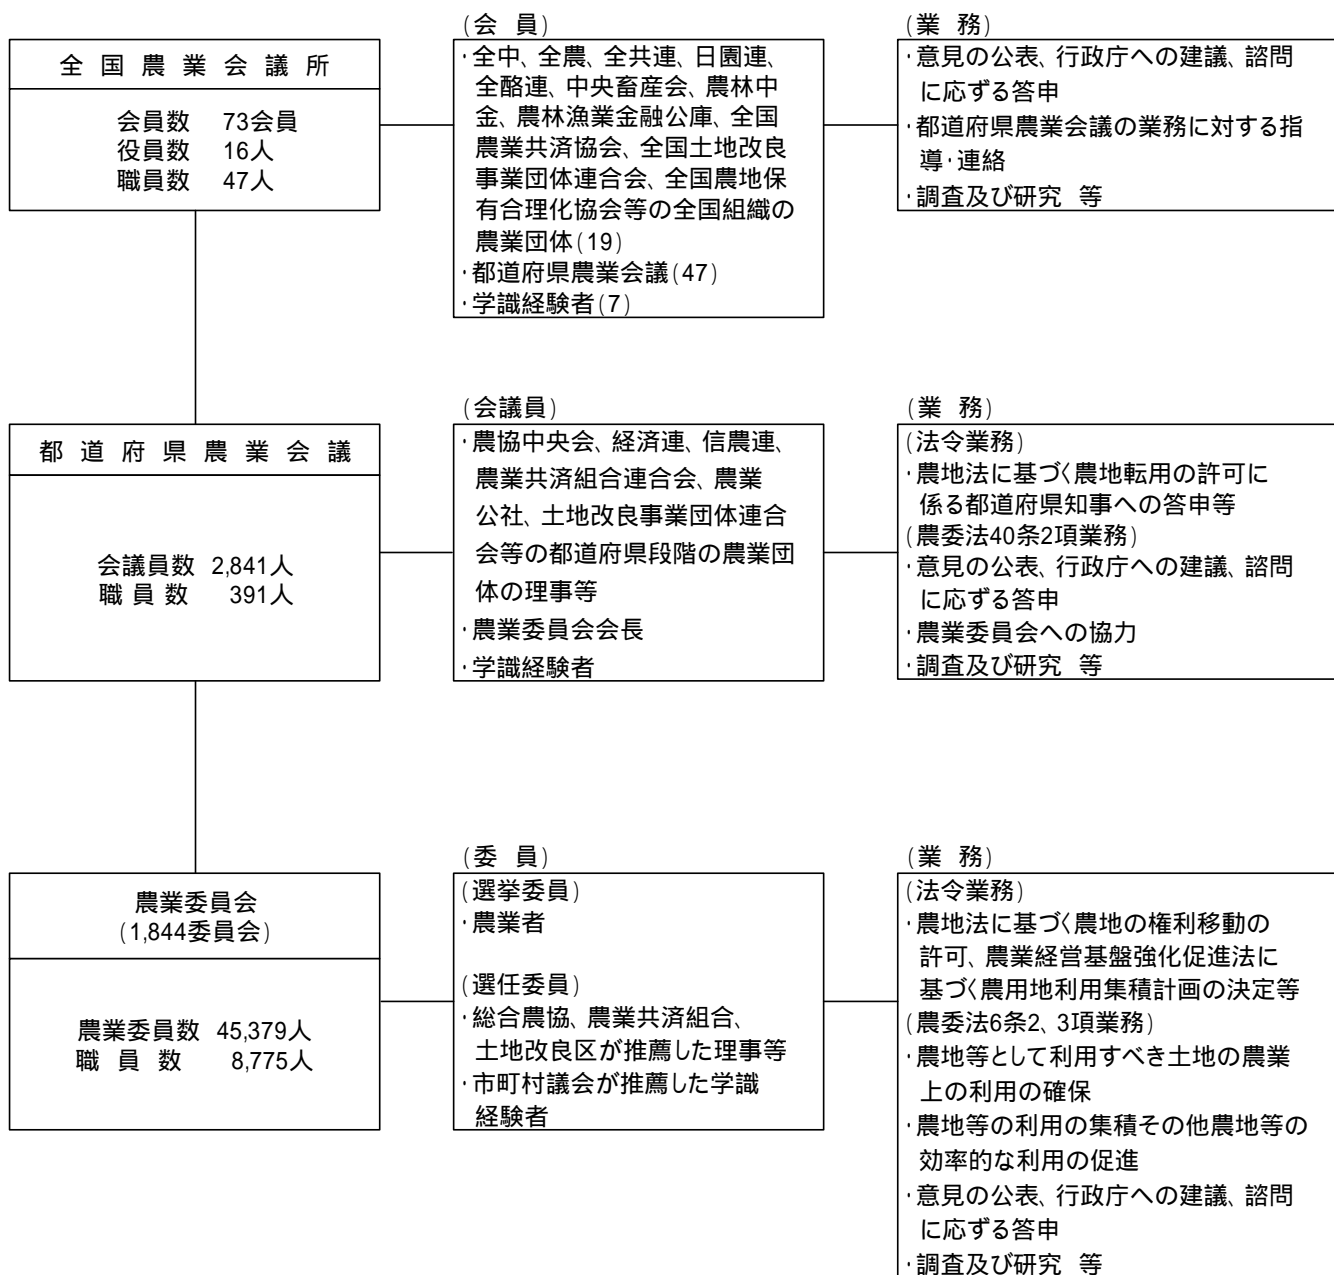 全国農業会議所
会員数 73会員
役員数 16人
職員数 47人
(会 員)
・全中、全農、全共連、日園連、
全酪連、中央畜産会、農林中
金、農林漁業金融公庫、全国
農業共済協会、全国土地改良
事業団体連合会、全国農地保
有合理化協会等の全国組織の
農業団体(19)
・都道府県農業会議(47)
・学識経験者(7)
(業 務)
・意見の公表、行政庁への建議、諮問
に応ずる答申
・都道府県農業会議の業務に対する指
導・連絡
・調査及び研究 等
都道府県農業会議
会議員数 2,841人
職員数 391人
(会議員)
・農協中央会、経済連、信農連、
農業共済組合連合会、農業
公社、土地改良事業団体連合
会等の都道府県段階の農業団
体の理事等
・農業委員会会長
・学識経験者
(業 務)
(法令業務)
・農地法に基づく農地転用の許可に
係る都道府県知事への答申等
(農委法40条2項業務)
・意見の公表、行政庁への建議、諮問
に応ずる答申
・農業委員会への協力
・調査及び研究 等
農業委員会
(1,844委員会)
農業委員数 45,379人
職員数 8,775人
(委 員)
(選挙委員)
・農業者
(選任委員)
・総合農協、農業共済組合、
土地改良区が推薦した理事等
・市町村議会が推薦した学識
経験者
(業 務)
(法令業務)
・農地法に基づく農地の権利移動の
許可、農業経営基盤強化促進法に
基づく農用地利用集積計画の決定等
(農委法6条2、3項業務)
・農地等として利用すべき土地の農業
上の利用の確保
・農地等の利用の集積その他農地等の
効率的な利用の促進
・意見の公表、行政庁への建議、諮問
に応ずる答申
・調査及び研究 等